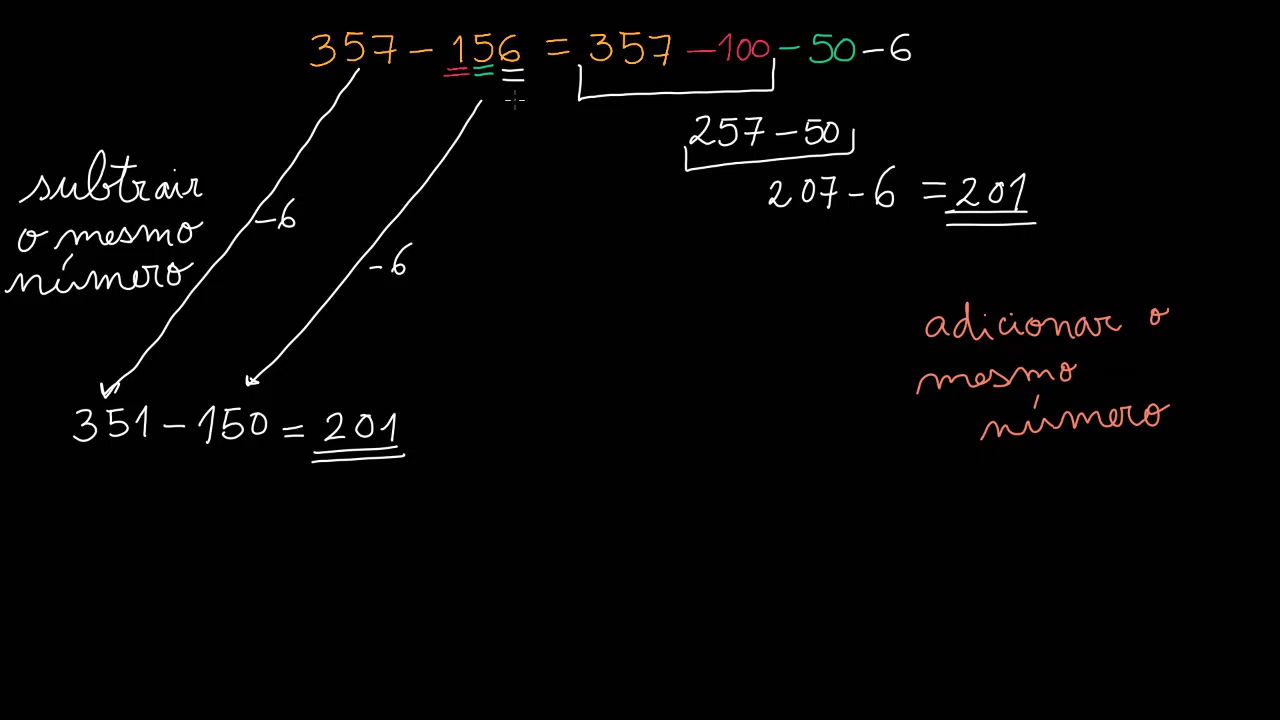 357 - 156 = 357 - 100 - 50 - 6
257 - 50
207 - 6 = 201
subtrair
o mesmo
número
-6
-6
351 - 150 = 201
adicionar o
mesmo
número